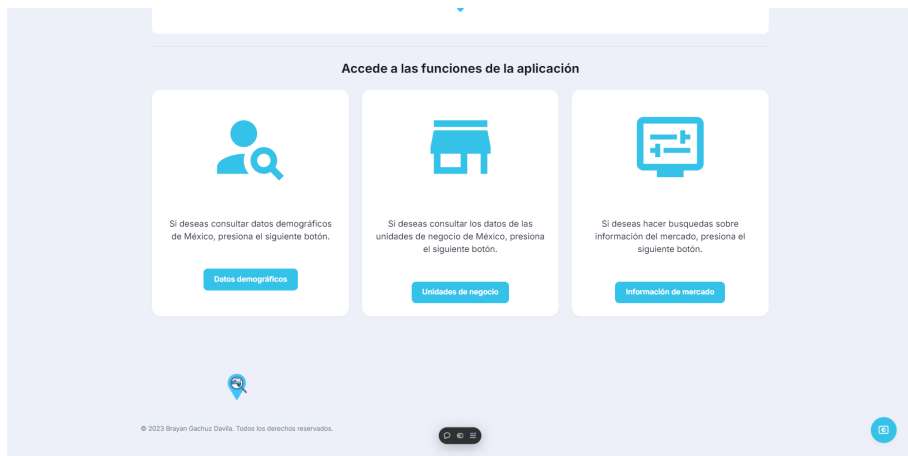 Accede a las funciones de la aplicación
Si deseas consultar datos demográficos
de México, presiona el siguiente botón.
Datos demográficos
Si deseas consultar los datos de las
unidades de negocio de México, presiona
el siguiente botón.
Unidades de negocio
Si deseas hacer busquedas sobre
información del mercado, presiona el
siguiente botón.
Información de mercado
© 2023 Brayan Gachuz Davila. Todos los derechos reservados.